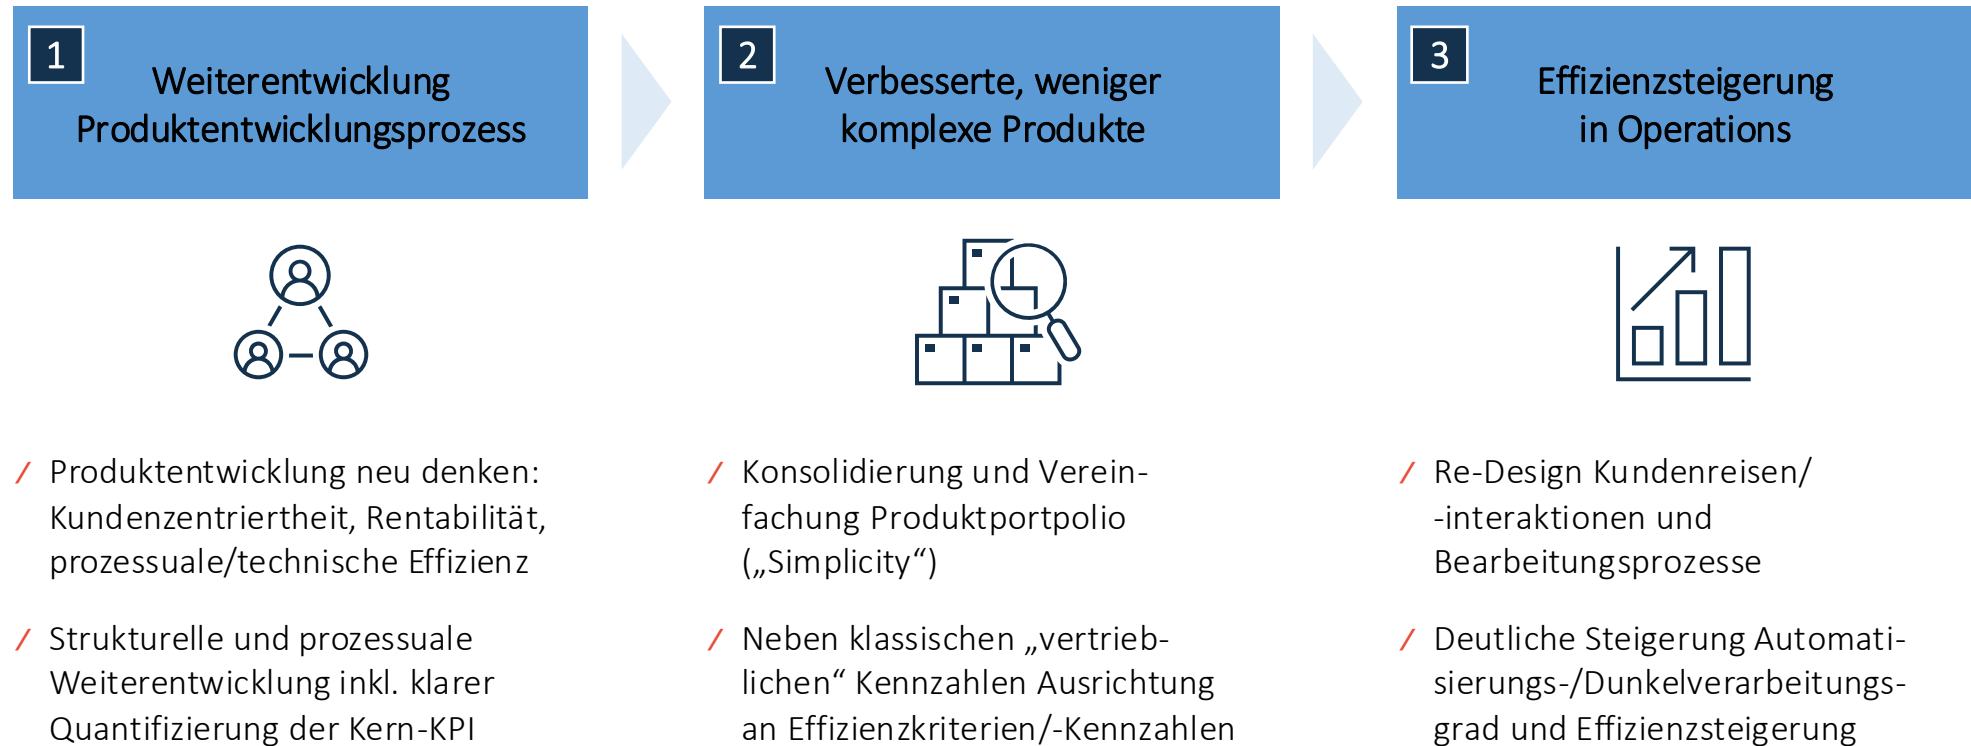 1
Weiterentwicklung
Produktentwicklungsprozess
/ Produktentwicklung neu denken:
Kundenzentriertheit, Rentabilität,
prozessuale/technische Effizienz
/ Strukturelle und prozessuale
Weiterentwicklung inkl. klarer
Quantifizierung der Kern-KPI
2
Verbesserte, weniger
komplexe Produkte
/ Konsolidierung und Verein-
fachung Produktportpolio
(„Simplicity“)
/ Neben klassischen „vertrieb-
lichen“ Kennzahlen Ausrichtung
an Effizienzkriterien/-Kennzahlen
3
Effizienzsteigerung
in Operations
/ Re-Design Kundenreisen/
-interaktionen und
Bearbeitungsprozesse
/ Deutliche Steigerung Automati-
sierungs-/Dunkelverarbeitungs-
grad und Effizienzsteigerung